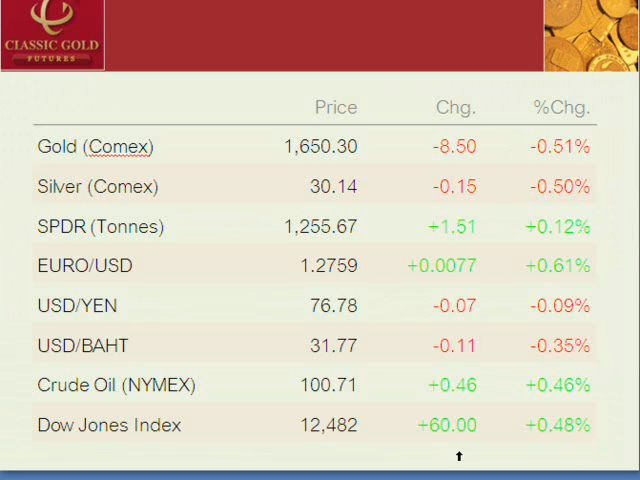 CLASSIC GOLD
FUTURES
Price Chg. %Chg.
Gold (Comex) 1,650.30 -8.50 -0.51%
Silver (Comex) 30.14 -0.15 -0.50%
SPDR (Tonnes) 1,255.67 +1.51 +0.12%
EURO/USD 1.2759 +0.0077 +0.61%
USD/YEN 76.78 -0.07 -0.09%
USD/BAHT 31.77 -0.11 -0.35%
Crude Oil (NYMEX) 100.71 +0.46 +0.46%
Dow Jones Index 12,482 +60.00 +0.48%